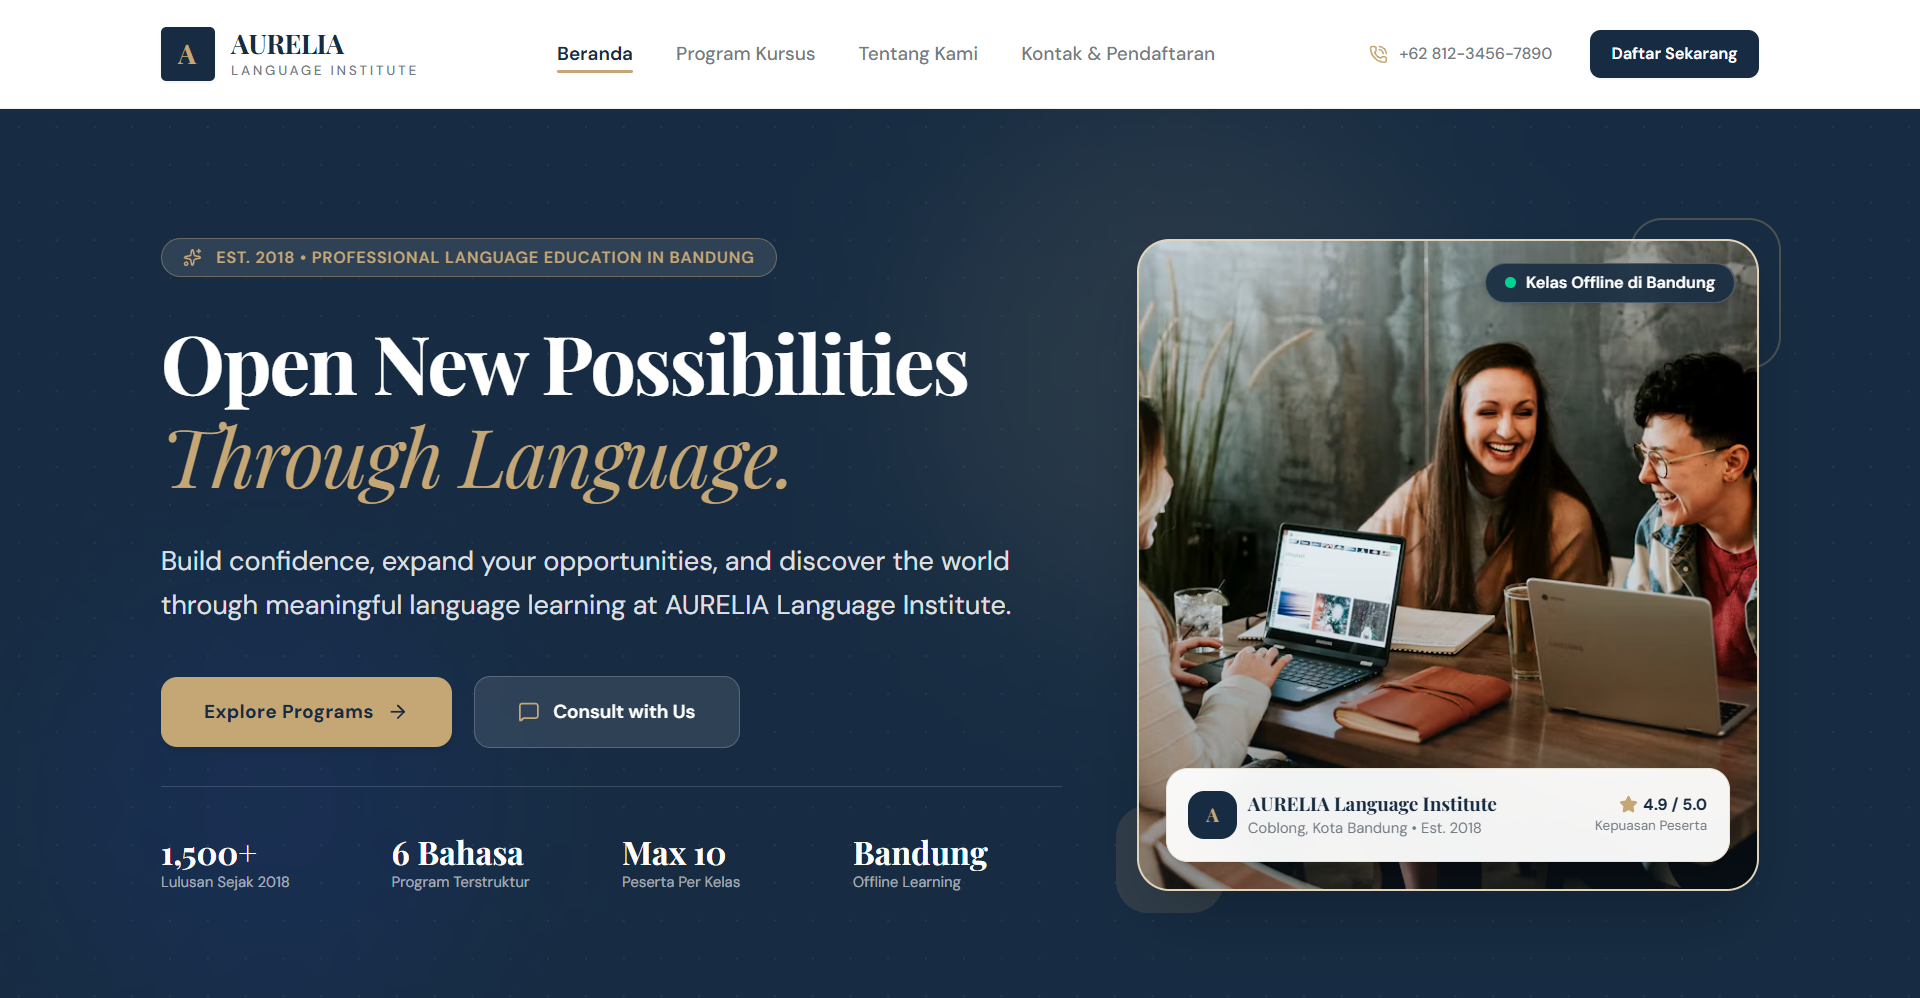 A
AURELIA
LANGUAGE INSTITUTE
Beranda
Program Kursus
Tentang Kami
Kontak & Pendaftaran
+62 812-3456-7890
Daftar Sekarang
EST. 2018 • PROFESSIONAL LANGUAGE EDUCATION IN BANDUNG
Open New Possibilities
Through Language.
Build confidence, expand your opportunities, and discover the world
through meaningful language learning at AURELIA Language Institute.
Explore Programs
Consult with Us
1,500+
Lulusan Sejak 2018
6 Bahasa
Program Terstruktur
Max 10
Peserta Per Kelas
Bandung
Offline Learning
Kelas Offline di Bandung
A
AURELIA Language Institute
Coblong, Kota Bandung • Est. 2018
4.9 / 5.0
Kepuasan Peserta